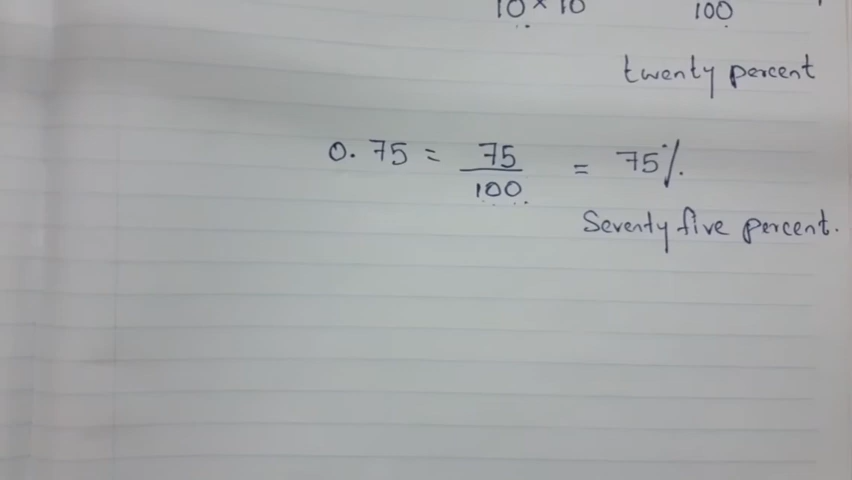 10 × 10 100
twenty percent
0.75 = 75/100 = 75%
Seventy five percent.